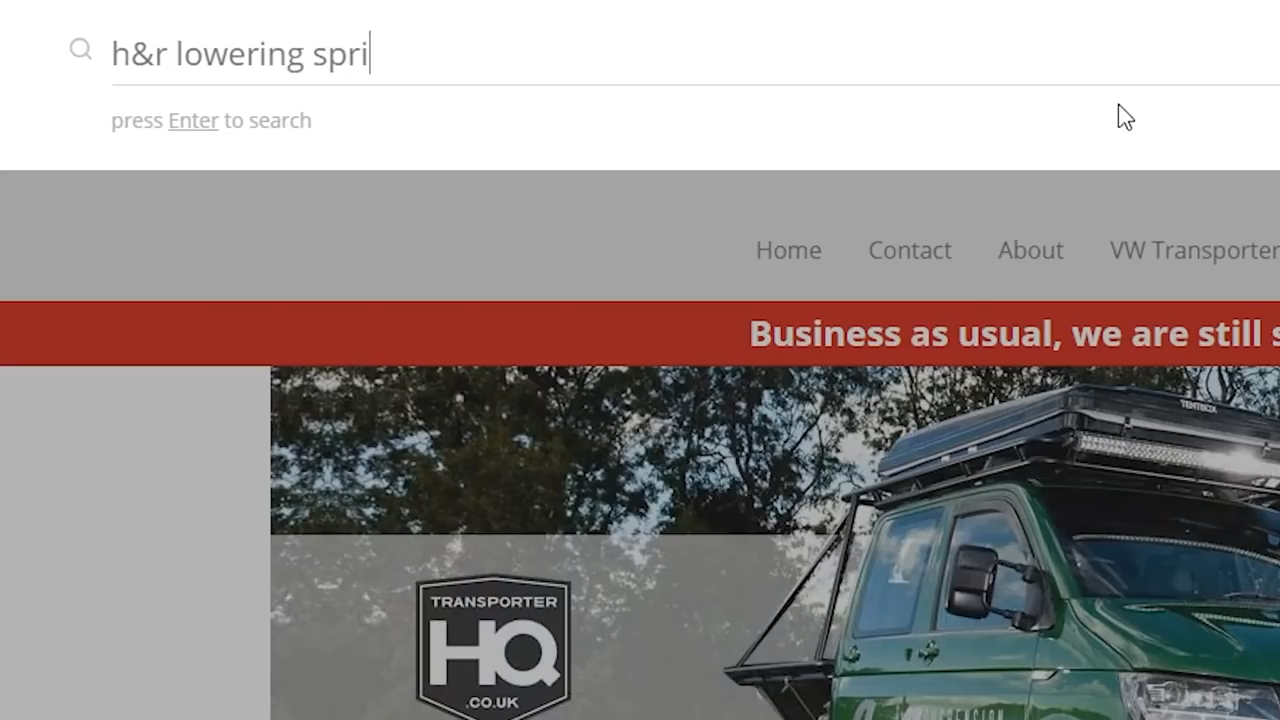 h&r lowering spri
press Enter to search
Home Contact About VW Transporter
Business as usual, we are still s
TENTBOX
TRANSPORTER
HQ
.CO.UK